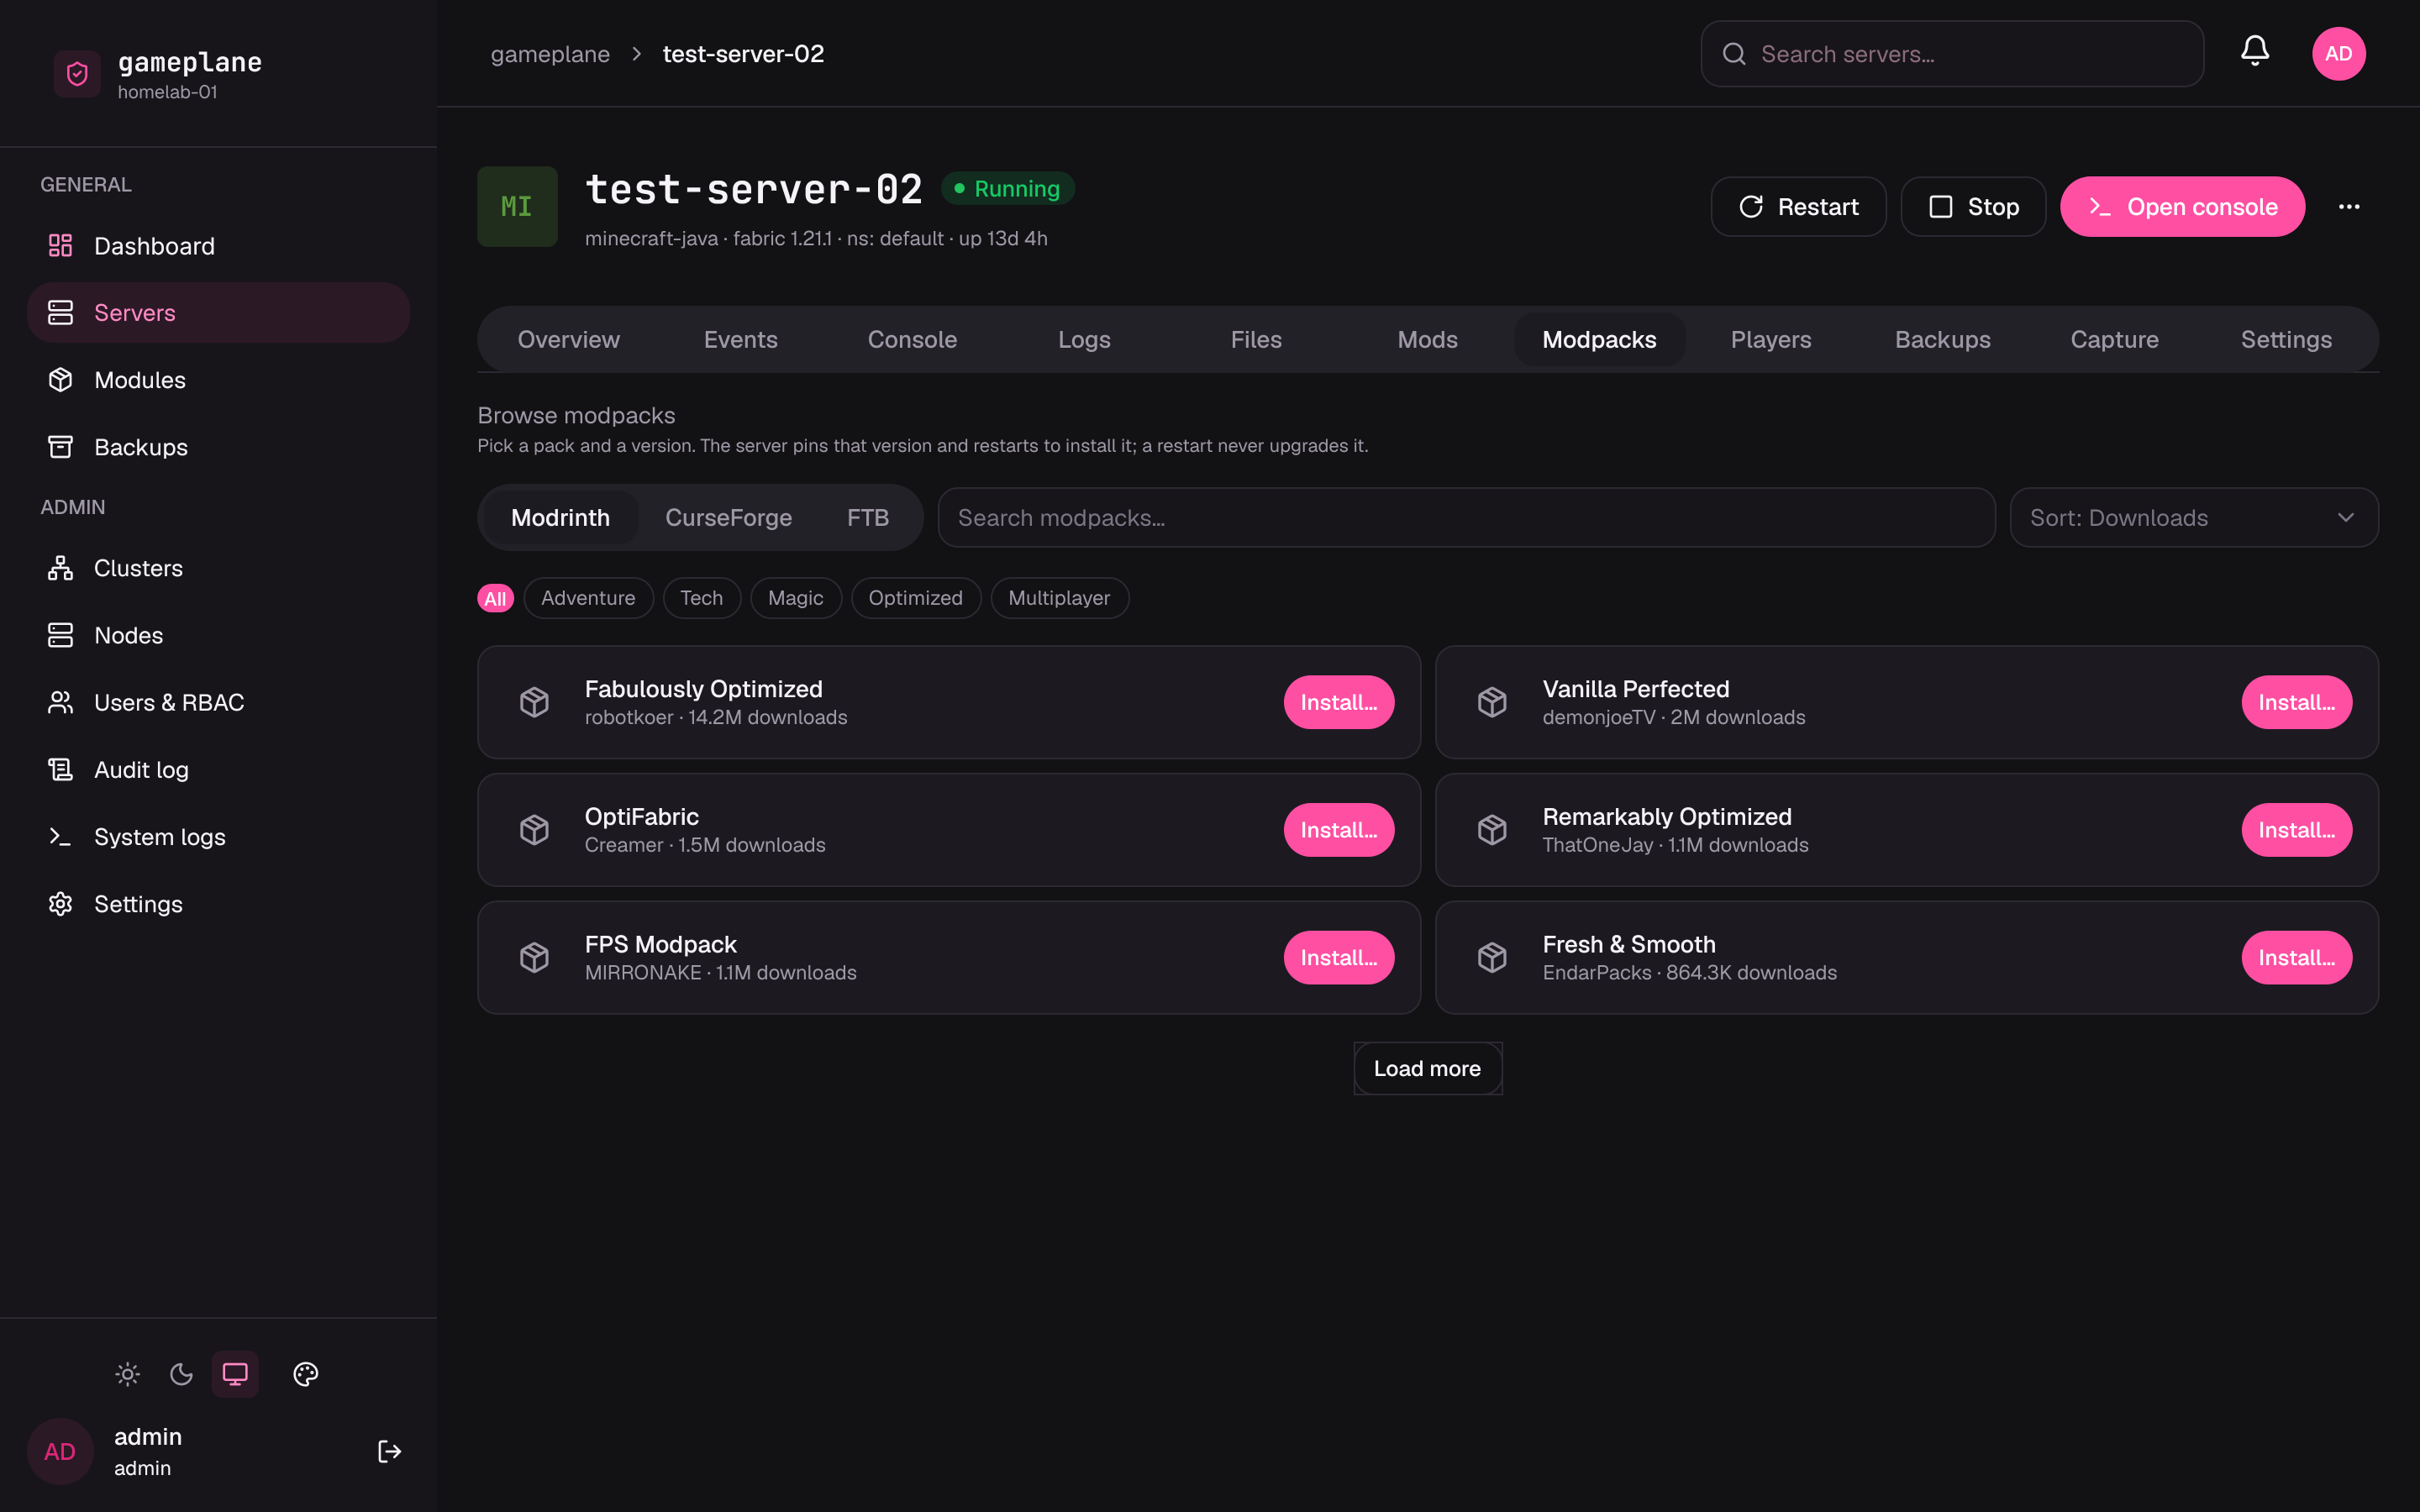 gameplane
homelab-01
GENERAL
Dashboard
Servers
Modules
Backups
ADMIN
Clusters
Nodes
Users & RBAC
Audit log
System logs
Settings
AD
admin
admin
gameplane
test-server-02
Search servers...
AD
MI
test-server-02
Running
minecraft-java · fabric 1.21.1 · ns: default · up 13d 4h
Restart
Stop
Open console
Overview
Events
Console
Logs
Files
Mods
Modpacks
Players
Backups
Capture
Settings
Browse modpacks
Pick a pack and a version. The server pins that version and restarts to install it; a restart never upgrades it.
Modrinth
CurseForge
FTB
Search modpacks...
Sort: Downloads
All
Adventure
Tech
Magic
Optimized
Multiplayer
Fabulously Optimized
robotkoer · 14.2M downloads
Install...
Vanilla Perfected
demonjoeTV · 2M downloads
Install...
OptiFabric
Creamer · 1.5M downloads
Install...
Remarkably Optimized
ThatOneJay · 1.1M downloads
Install...
FPS Modpack
MIRRONAKE · 1.1M downloads
Install...
Fresh & Smooth
EndarPacks · 864.3K downloads
Install...
Load more